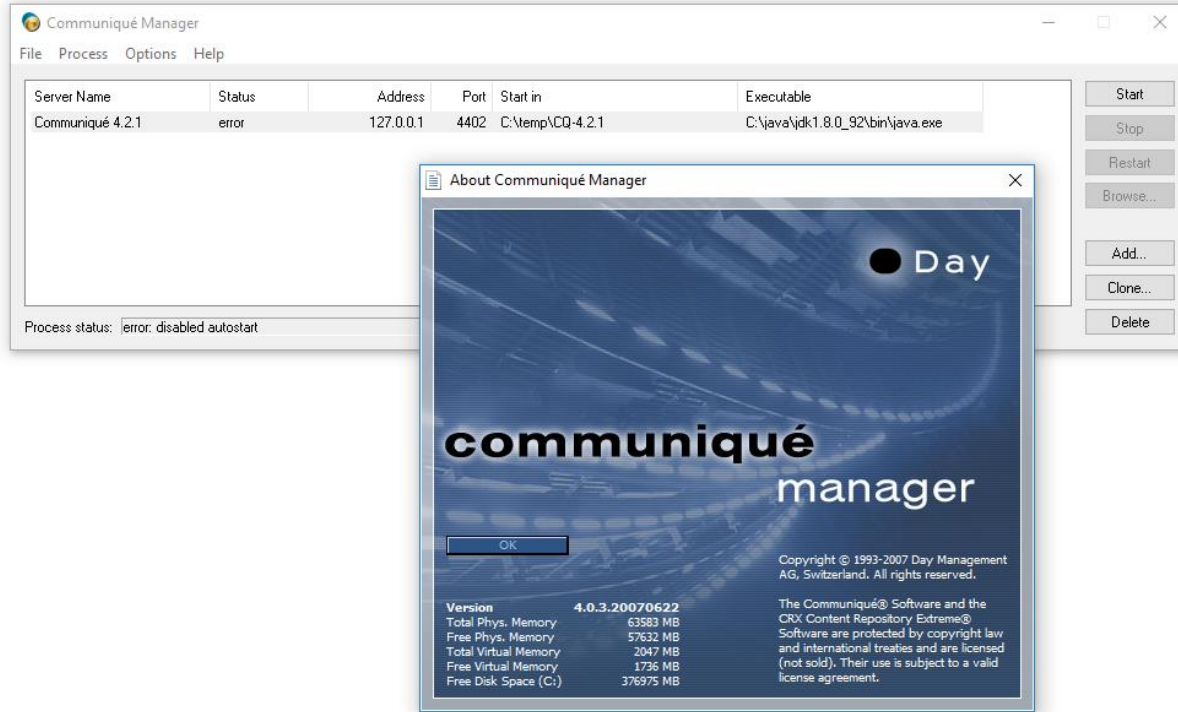 Communiqué Manager
File Process Options Help
Server Name Status Address Port Start in Executable
Communiqué 4.2.1 error 127.0.0.1 4402 C:\temp\CQ-4.2.1 C:\java\jdk1.8.0_92\bin\java.exe
Start
Stop
Restart
Browse...
Add...
Clone...
Delete
Process status: error: disabled autostart
About Communiqué Manager
Day
communiqué
manager
OK
Version 4.0.3.20070622
Total Phys. Memory 63583 MB
Free Phys. Memory 57632 MB
Total Virtual Memory 2047 MB
Free Virtual Memory 1736 MB
Free Disk Space (C:) 376975 MB
Copyright © 1993-2007 Day Management
AG, Switzerland. All rights reserved.
The Communiqué® Software and the
CRX Content Repository Extreme®
Software are protected by copyright law
and international treaties and are licensed
(not sold). Their use is subject to a valid
license agreement.